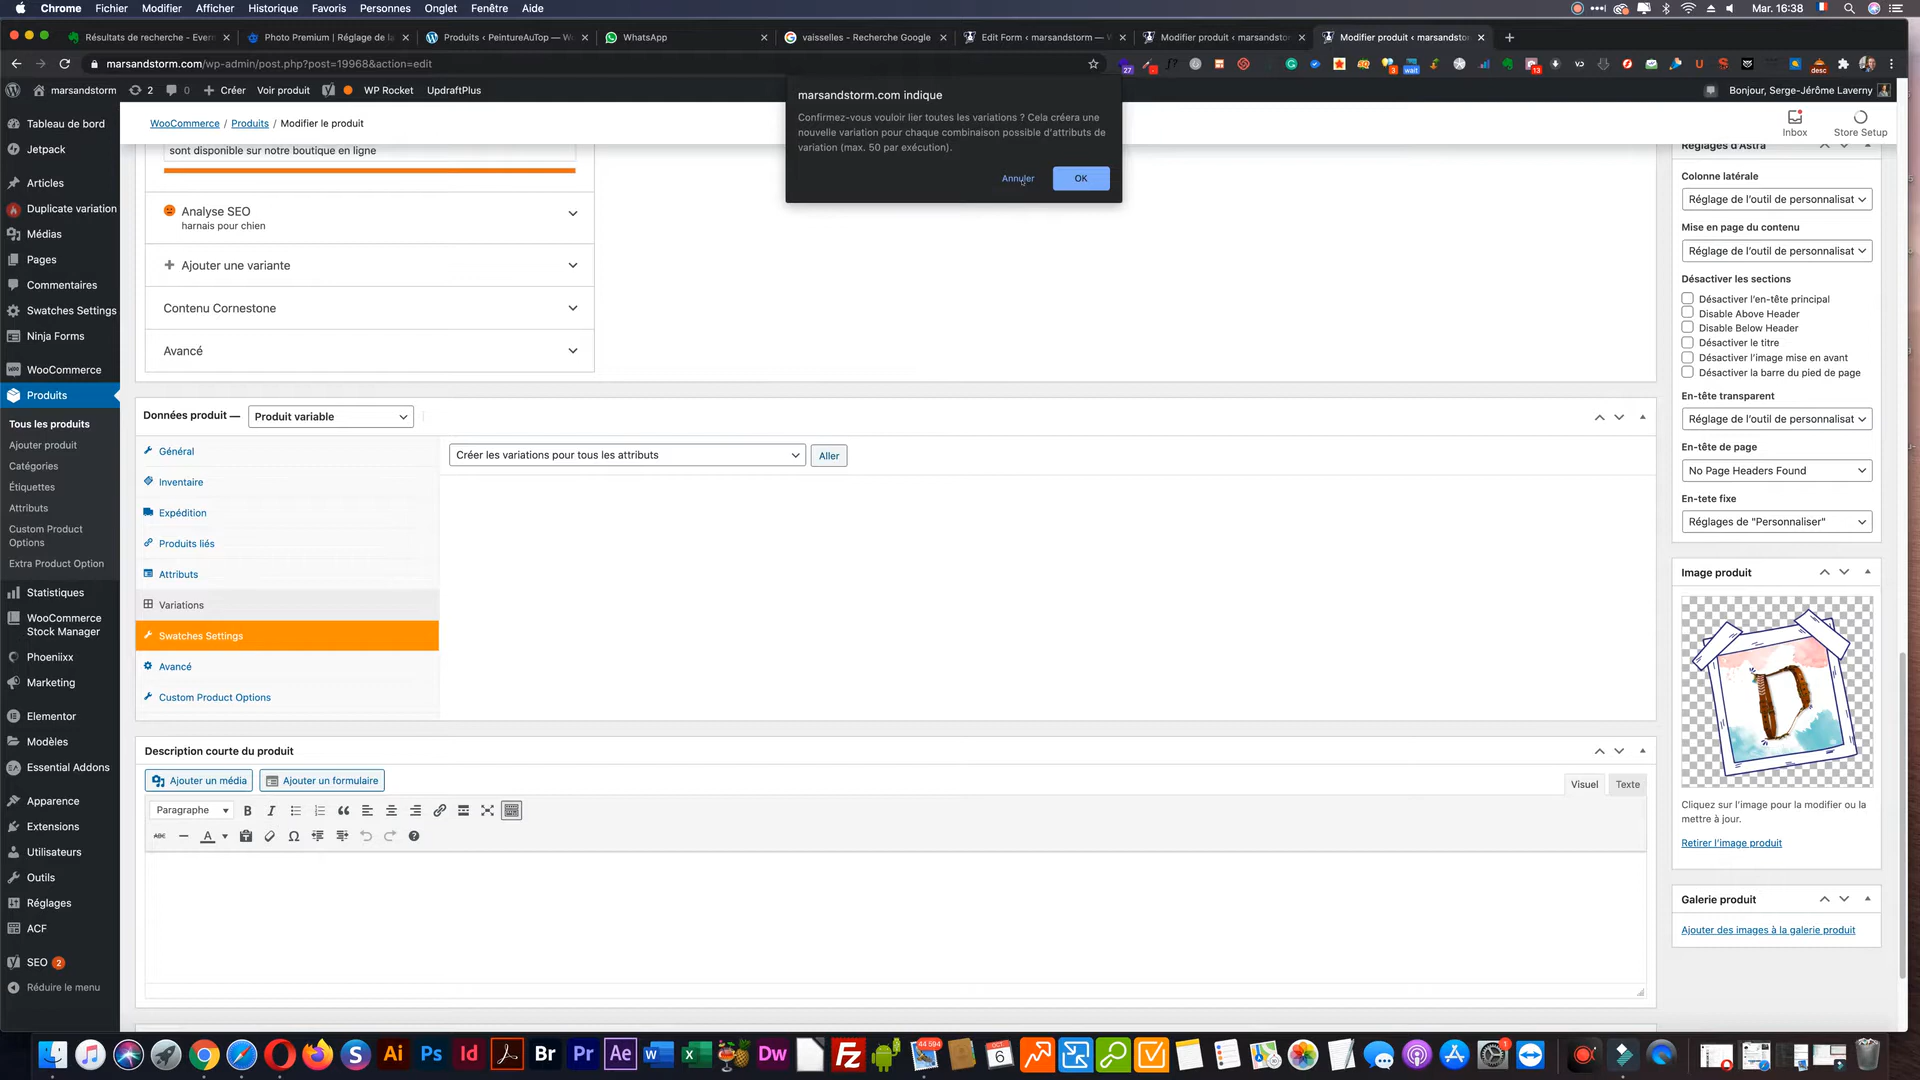 Chrome Fichier Modifier Afficher Historique Favoris Personnes Onglet Fenêtre Aide
Mar. 16:38
Résultats de recherche — Evern
Photo Premium | Réglage de la
Produits ‹ PeintureAuTop — W
WhatsApp
vaisselles - Recherche Google
Edit Form ‹ marsandstorm — W
Modifier produit ‹ marsandstor
Modifier produit ‹ marsandsto
marsandstorm.com/wp-admin/post.php?post=19968&action=edit
marsandstorm
2
0
Créer
Voir produit
WP Rocket
UpdraftPlus
Bonjour, Serge-Jérôme Laverny
marsandstorm.com indique
Confirmez-vous vouloir lier toutes les variations ? Cela créera une
nouvelle variation pour chaque combinaison possible d'attributs de
variation (max. 50 par exécution).
Annuler
OK
WooCommerce / Produits / Modifier le produit
Inbox
Store Setup
Tableau de bord
Jetpack
Articles
Duplicate variation
Médias
Pages
Commentaires
Swatches Settings
Ninja Forms
WooCommerce
Produits
Tous les produits
Ajouter produit
Catégories
Étiquettes
Attributs
Custom Product
Options
Extra Product Option
Statistiques
WooCommerce
Stock Manager
Phoeniixx
Marketing
Elementor
Modèles
Essential Addons
Apparence
Extensions
Utilisateurs
Outils
Réglages
ACF
SEO 2
Réduire le menu
sont disponible sur notre boutique en ligne
Analyse SEO
harnais pour chien
Ajouter une variante
Contenu Cornestone
Avancé
Données produit —
Produit variable
Général
Inventaire
Expédition
Produits liés
Attributs
Variations
Swatches Settings
Avancé
Custom Product Options
Créer les variations pour tous les attributs
Aller
Description courte du produit
Ajouter un média
Ajouter un formulaire
Visuel
Texte
Paragraphe
Réglages d'Astra
Colonne latérale
Réglage de l'outil de personnalisat
Mise en page du contenu
Réglage de l'outil de personnalisat
Désactiver les sections
Désactiver l'en-tête principal
Disable Above Header
Disable Below Header
Désactiver le titre
Désactiver l'image mise en avant
Désactiver la barre du pied de page
En-tête transparent
Réglage de l'outil de personnalisat
En-tête de page
No Page Headers Found
En-tete fixe
Réglages de "Personnaliser"
Image produit
Cliquez sur l'image pour la modifier ou la
mettre à jour.
Retirer l'image produit
Galerie produit
Ajouter des images à la galerie produit